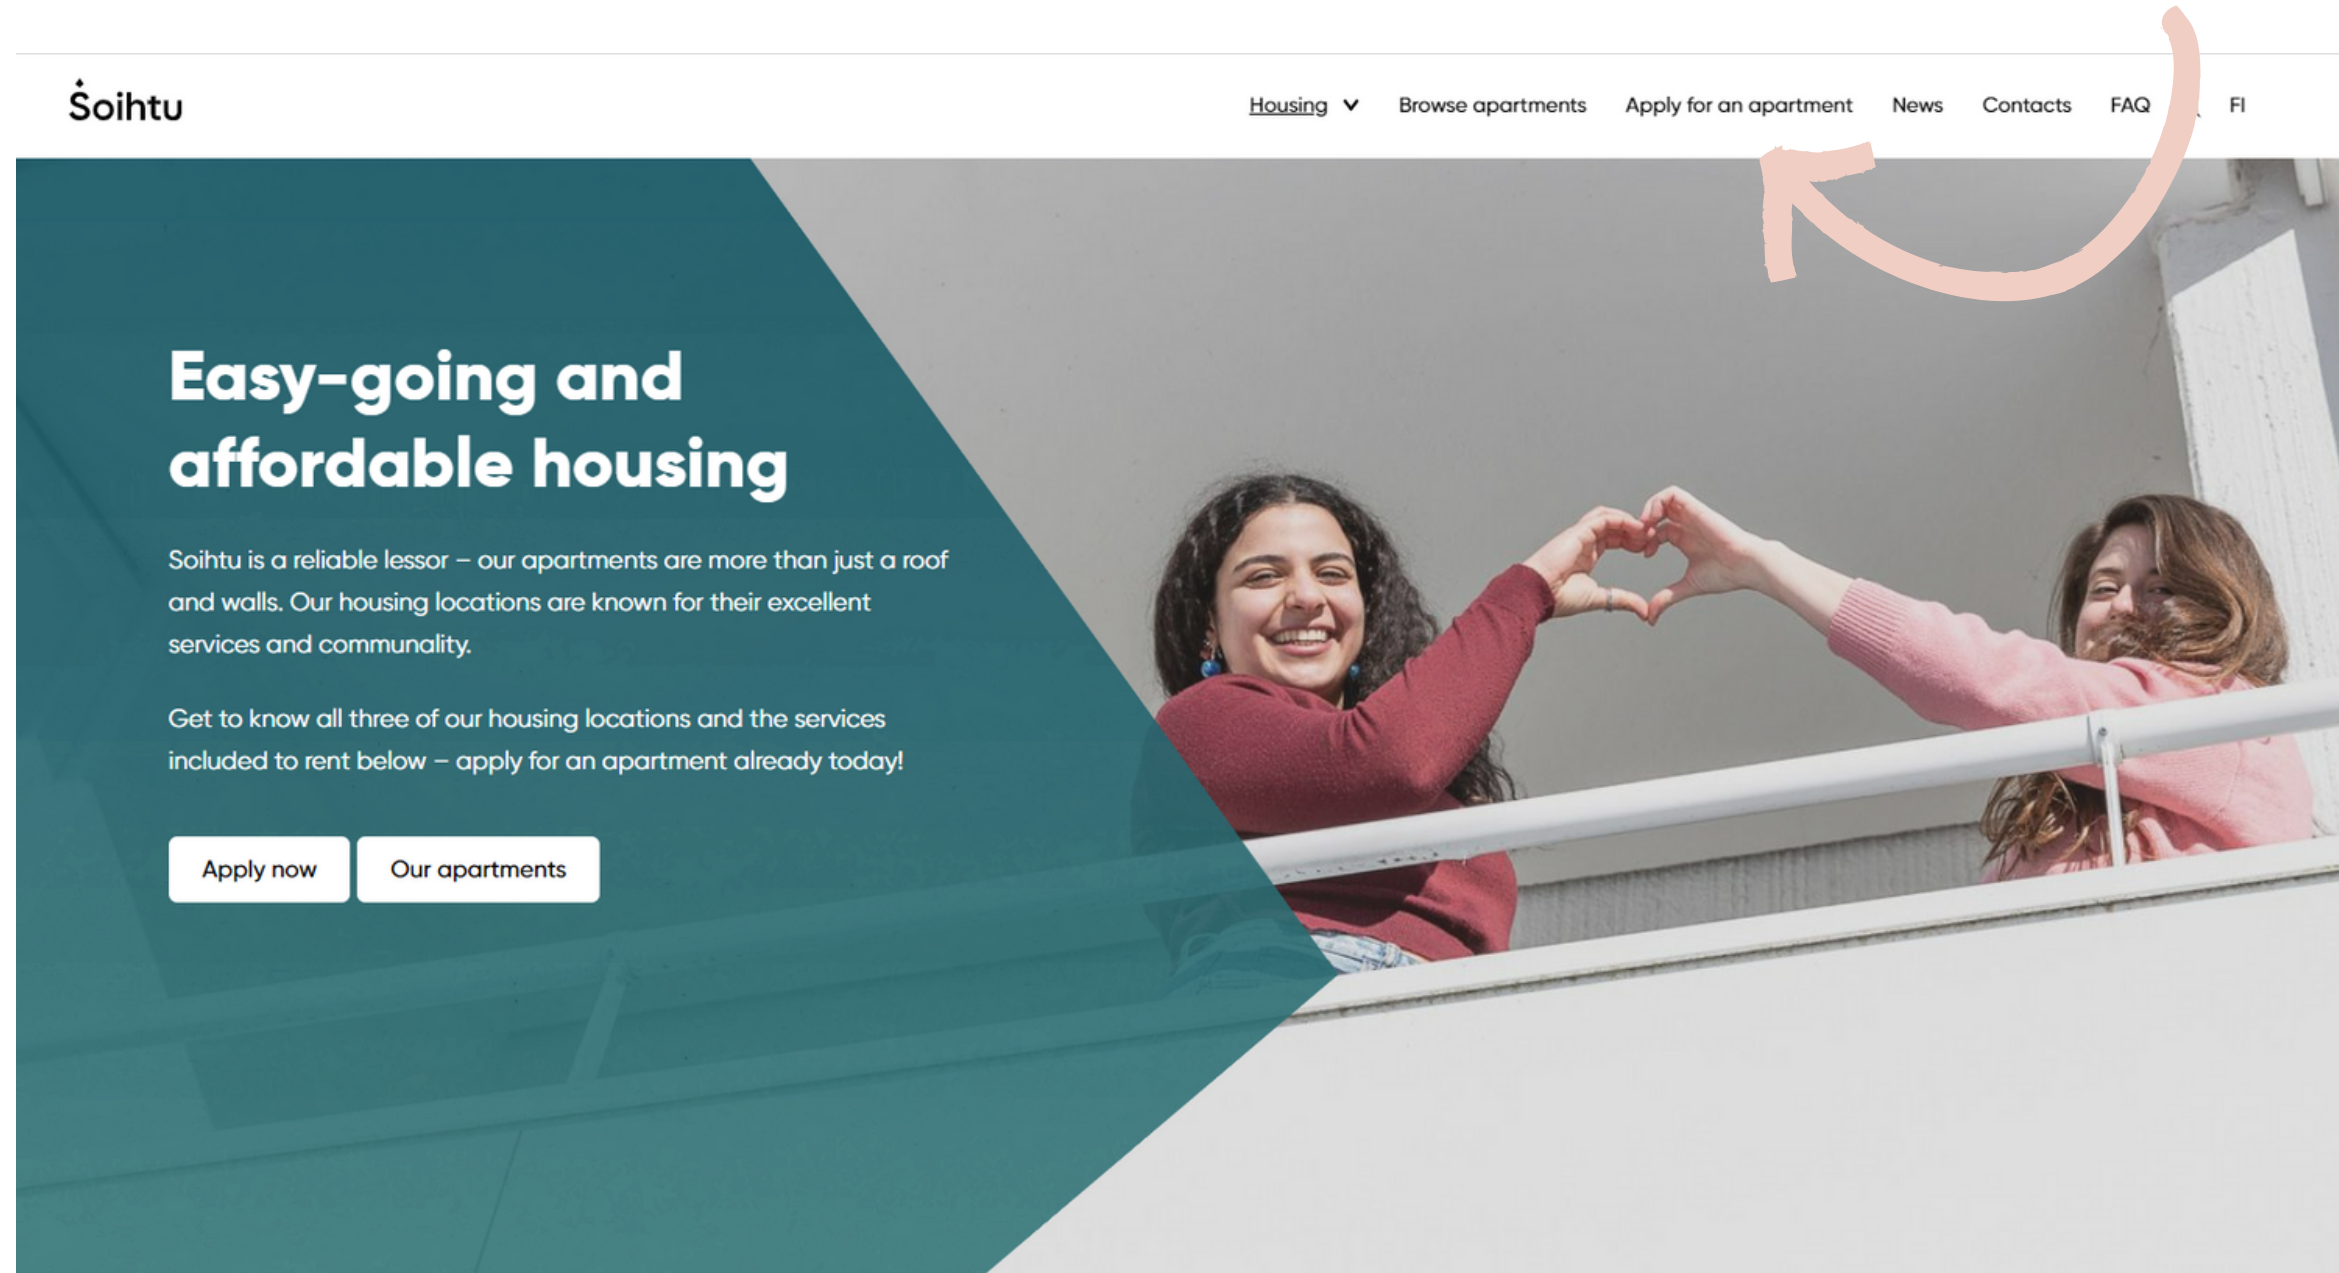 Soihtu
Housing Browse apartments Apply for an apartment News Contacts FAQ FI
Easy-going and
affordable housing
Soihtu is a reliable lessor – our apartments are more than just a roof
and walls. Our housing locations are known for their excellent
services and communality.
Get to know all three of our housing locations and the services
included to rent below – apply for an apartment already today!
Apply now Our apartments